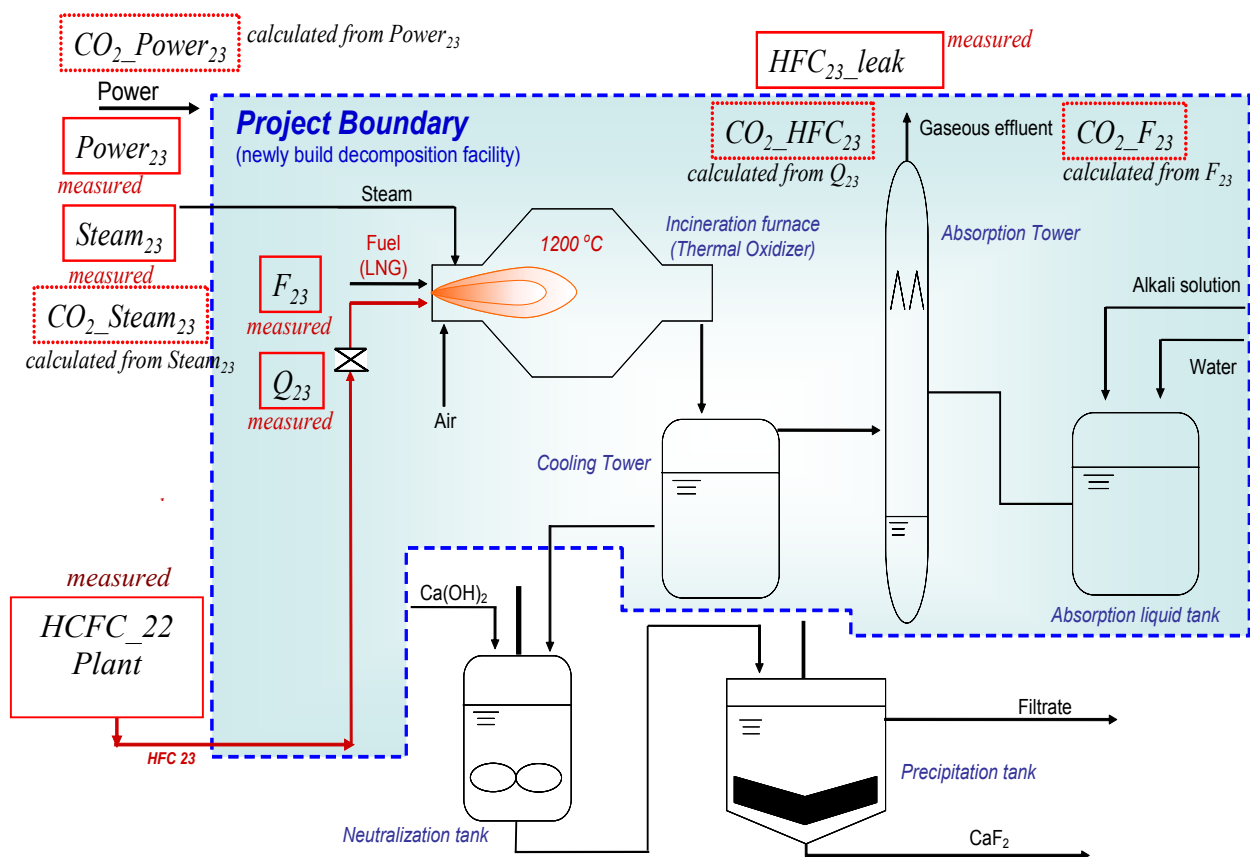 CO₂_Power₂₃
calculated from Power₂₃
Power
Power₂₃
measured
Steam₂₃
measured
CO₂_Steam₂₃
calculated from Steam₂₃
HFC₂₃_leak
measured
Project Boundary
(newly build decomposition facility)
CO₂_HFC₂₃
calculated from Q₂₃
Gaseous effluent
CO₂_F₂₃
calculated from F₂₃
Steam
Fuel
(LNG)
1200 °C
Incineration furnace
(Thermal Oxidizer)
Absorption Tower
F₂₃
measured
Q₂₃
measured
Air
Alkali solution
Water
Cooling Tower
Absorption liquid tank
measured
HCFC_22
Plant
HFC 23
Ca(OH)₂
Neutralization tank
Filtrate
Precipitation tank
CaF₂